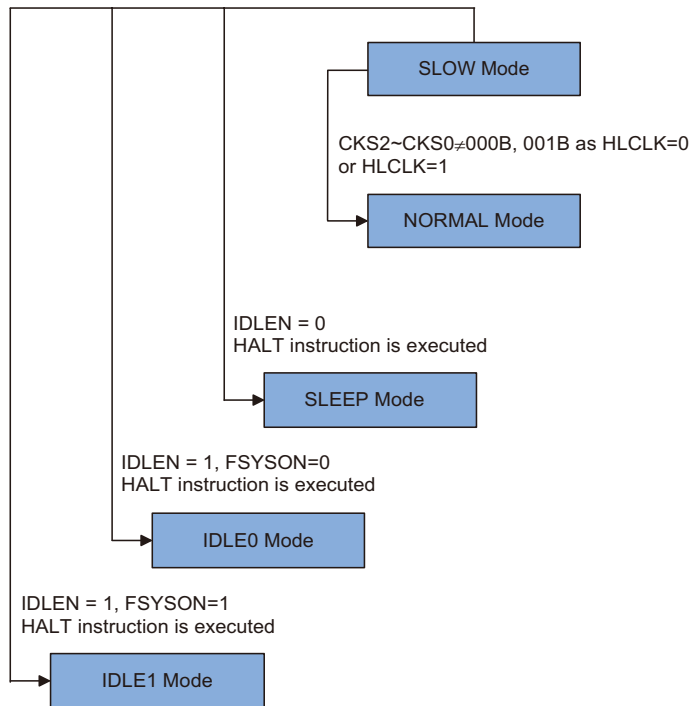 SLOW Mode
CKS2~CKS0≠000B, 001B as HLCLK=0
or HLCLK=1
NORMAL Mode
IDLEN = 0
HALT instruction is executed
SLEEP Mode
IDLEN = 1, FSYSON=0
HALT instruction is executed
IDLE0 Mode
IDLEN = 1, FSYSON=1
HALT instruction is executed
IDLE1 Mode